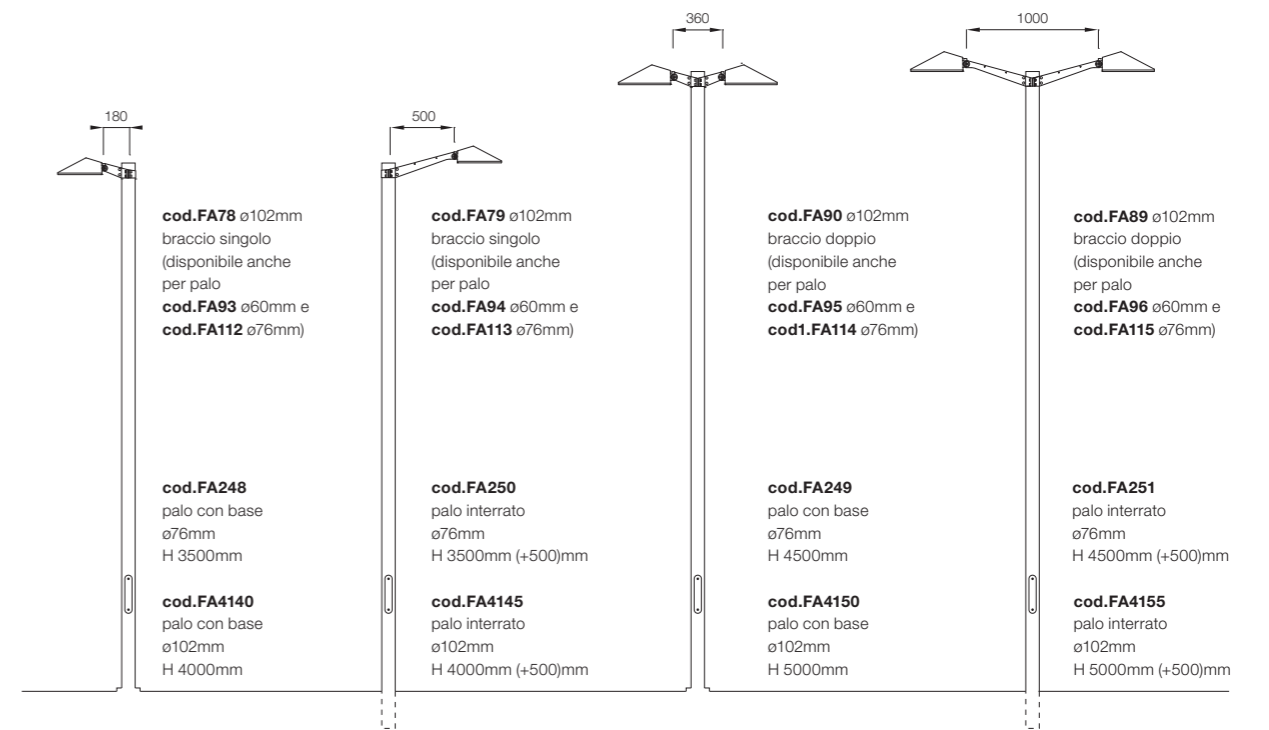 360
1000
180
500
cod.FA78 ø102mm
braccio singolo
(disponibile anche
per palo
cod.FA93 ø60mm e
cod.FA112 ø76mm)
cod.FA79 ø102mm
braccio singolo
(disponibile anche
per palo
cod.FA94 ø60mm e
cod.FA113 ø76mm)
cod.FA90 ø102mm
braccio doppio
(disponibile anche
per palo
cod.FA95 ø60mm e
cod1.FA114 ø76mm)
cod.FA89 ø102mm
braccio doppio
(disponibile anche
per palo
cod.FA96 ø60mm e
cod.FA115 ø76mm)
cod.FA248
palo con base
ø76mm
H 3500mm
cod.FA250
palo interrato
ø76mm
H 3500mm (+500)mm
cod.FA249
palo con base
ø76mm
H 4500mm
cod.FA251
palo interrato
ø76mm
H 4500mm (+500)mm
cod.FA4140
palo con base
ø102mm
H 4000mm
cod.FA4145
palo interrato
ø102mm
H 4000mm (+500)mm
cod.FA4150
palo con base
ø102mm
H 5000mm
cod.FA4155
palo interrato
ø102mm
H 5000mm (+500)mm